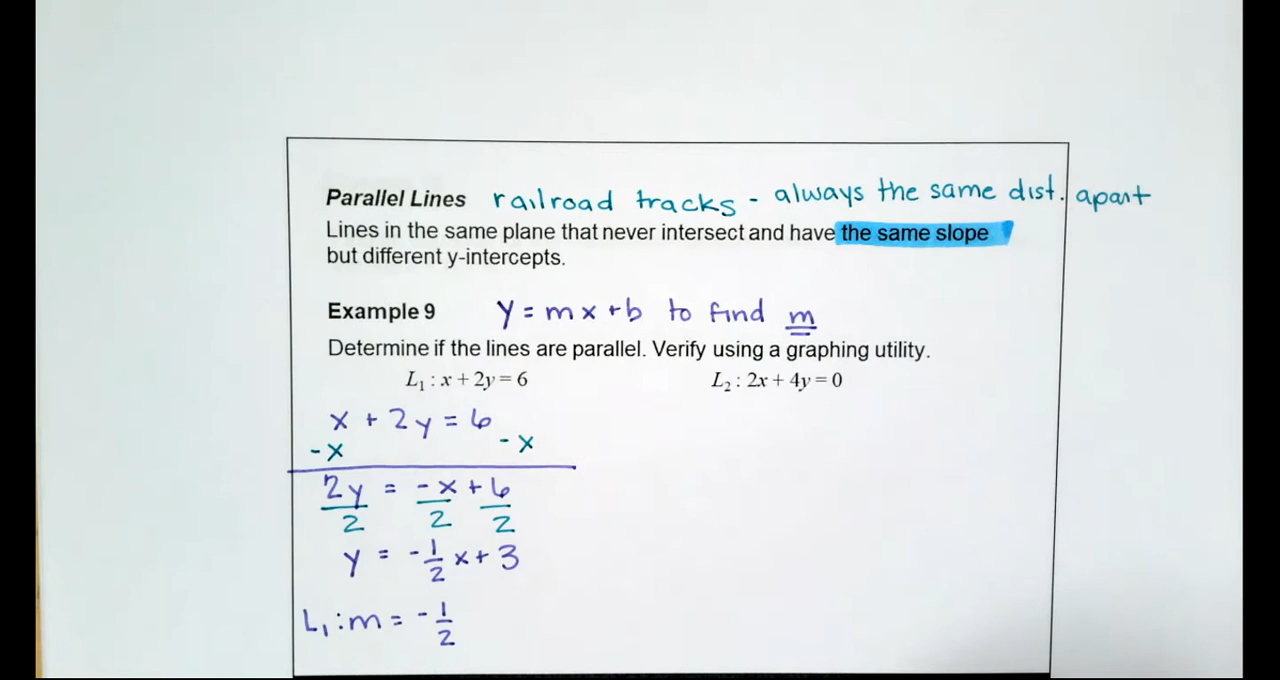 Parallel Lines railroad tracks - always the same dist. apart
Lines in the same plane that never intersect and have the same slope
but different y-intercepts.
Example 9 y = mx + b to find m
Determine if the lines are parallel. Verify using a graphing utility.
L₁ : x + 2y = 6 L₂ : 2x + 4y = 0
x + 2y = 6
-x -x
2y = -x + 6
2 2 2
y = -1/2 x + 3
L₁ : m = -1/2